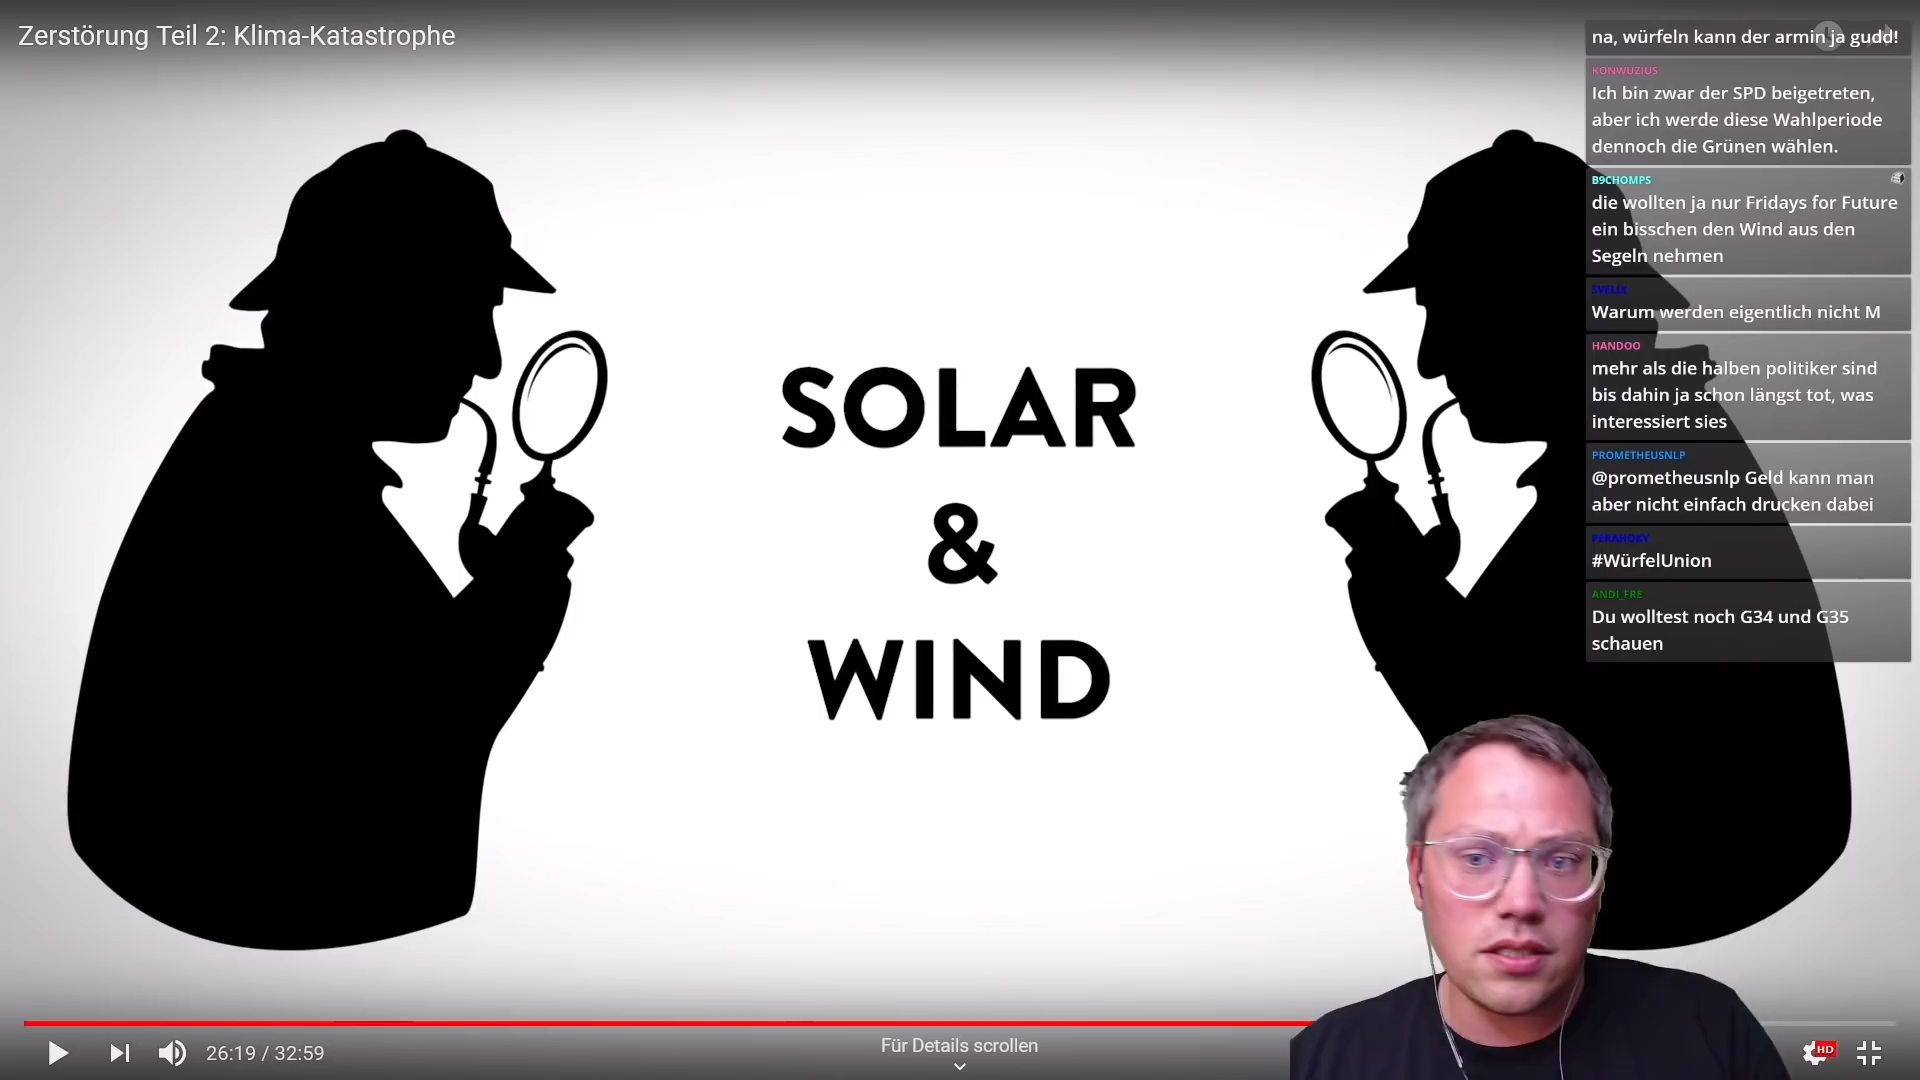 Zerstörung Teil 2: Klima-Katastrophe
SOLAR
&
WIND
na, würfeln kann der armin ja gudd!
KONWUZIUS
Ich bin zwar der SPD beigetreten,
aber ich werde diese Wahlperiode
dennoch die Grünen wählen.
B9CHOMPS
die wollten ja nur Fridays for Future
ein bisschen den Wind aus den
Segeln nehmen
SVELIX
Warum werden eigentlich nicht M
HANDOO
mehr als die halben politiker sind
bis dahin ja schon längst tot, was
interessiert sies
PROMETHEUSNLP
@prometheusnlp Geld kann man
aber nicht einfach drucken dabei
PERAHOKY
#WürfelUnion
ANDI_FRE
Du wolltest noch G34 und G35
schauen
26:19 / 32:59
Für Details scrollen
HD